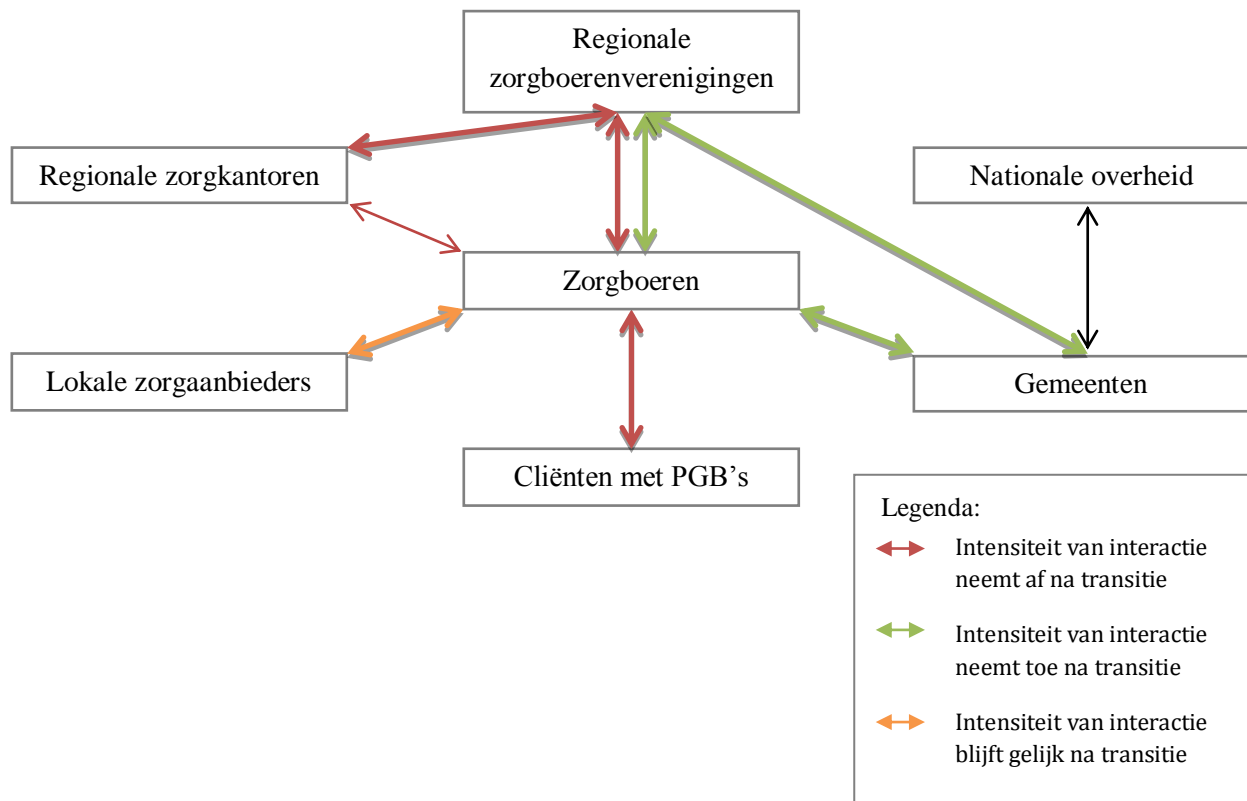 Regionale
zorgboerenverenigingen
Regionale zorgkantoren
Nationale overheid
Zorgboeren
Lokale zorgaanbieders
Gemeenten
Cliënten met PGB’s
Legenda:
Intensiteit van interactie
neemt af na transitie
Intensiteit van interactie
neemt toe na transitie
Intensiteit van interactie
blijft gelijk na transitie